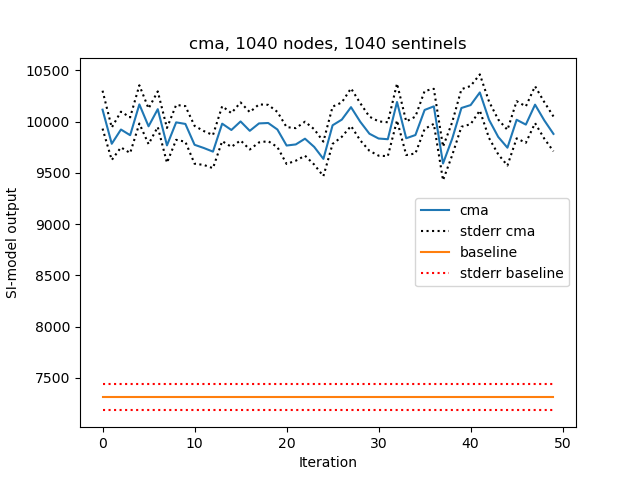 cma, 1040 nodes, 1040 sentinels
10500
10000
9500
9000
8500
8000
7500
SI-model output
cma
stderr cma
baseline
stderr baseline
0 10 20 30 40 50
Iteration